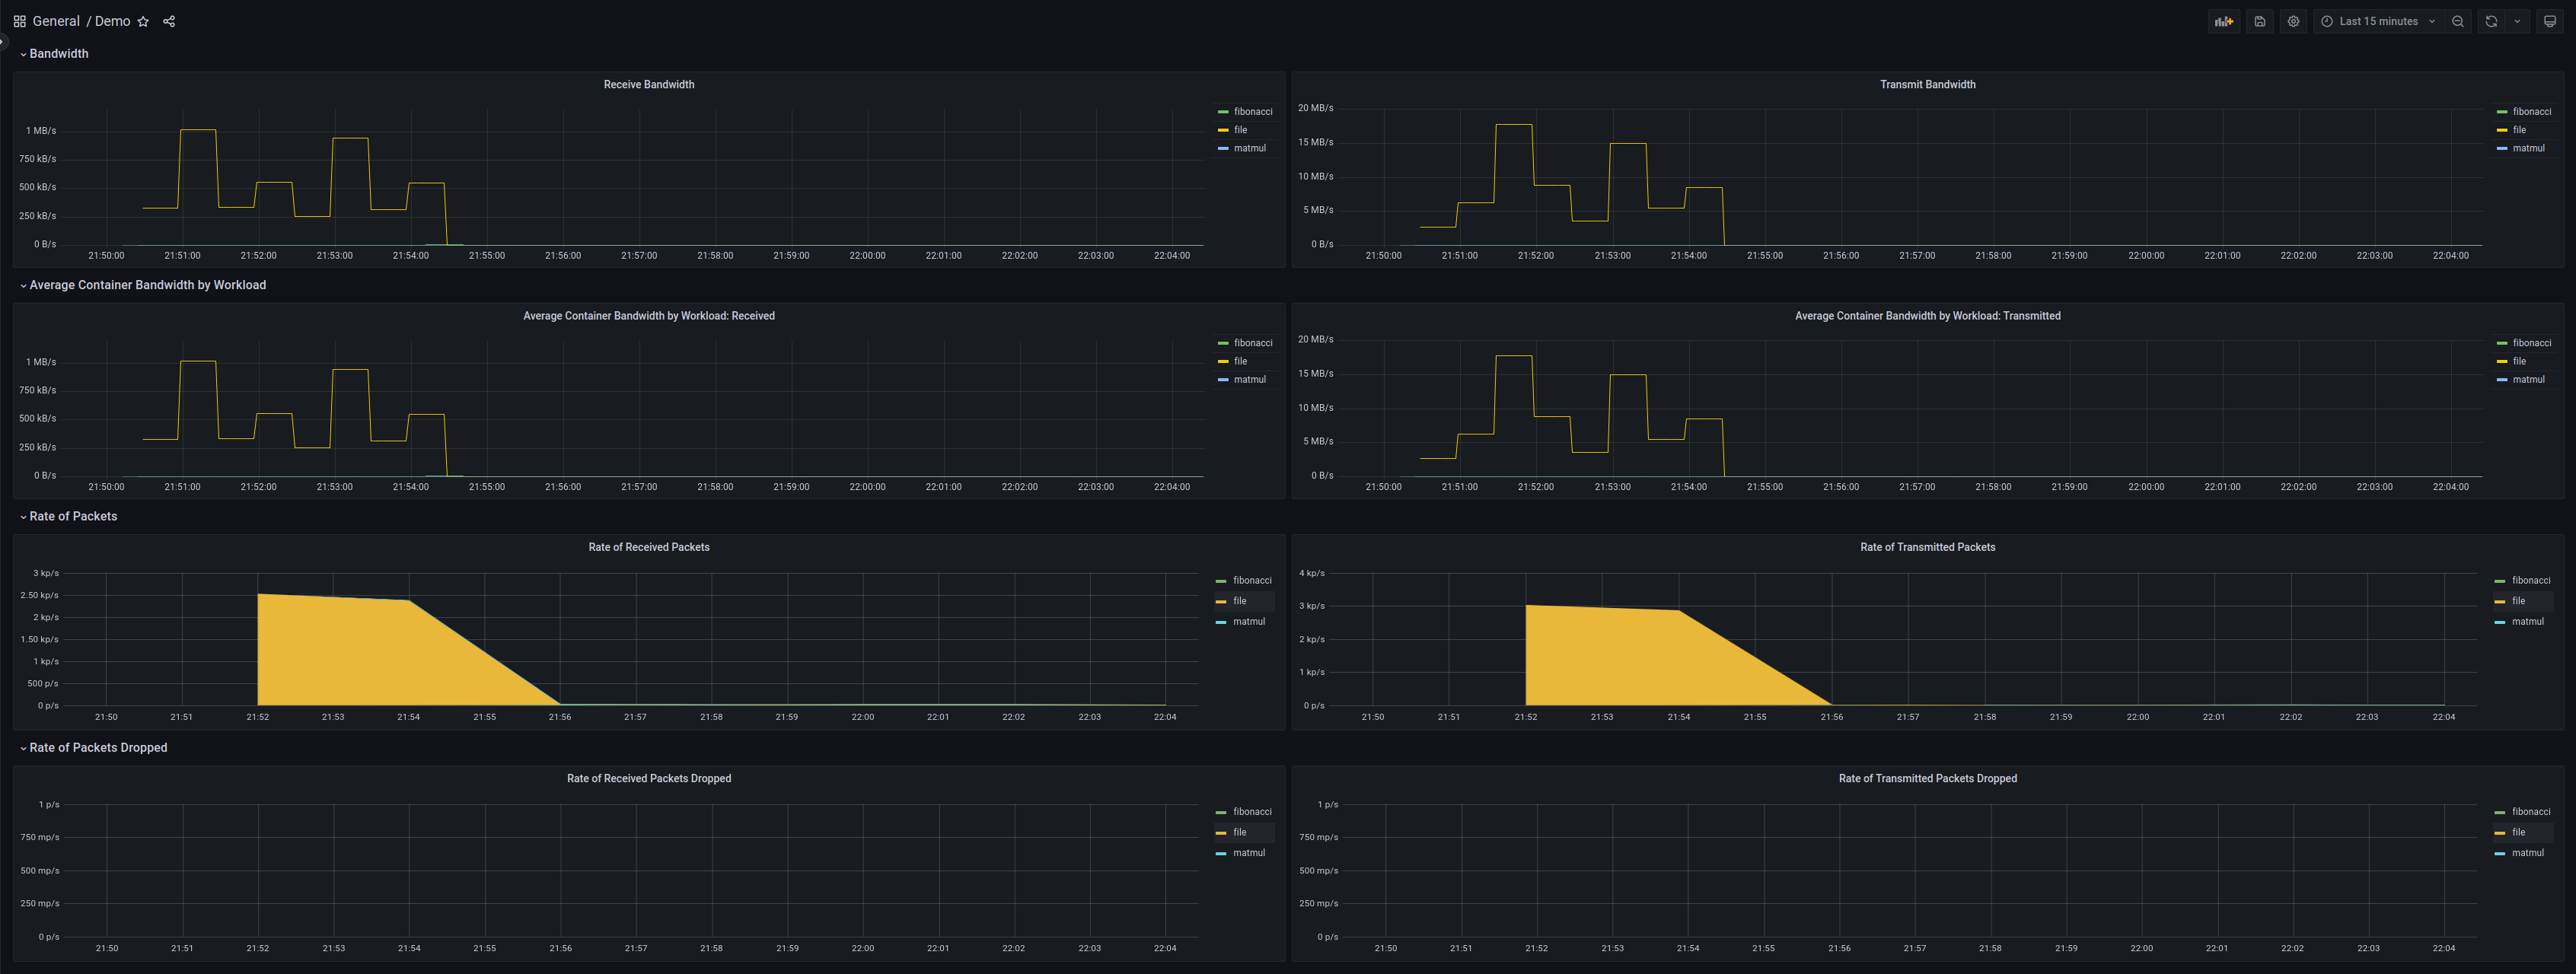 General / Demo
Last 15 minutes
Bandwidth
Receive Bandwidth
1 MB/s
750 kB/s
500 kB/s
250 kB/s
0 B/s
21:50:00 21:51:00 21:52:00 21:53:00 21:54:00 21:55:00 21:56:00 21:57:00 21:58:00 21:59:00 22:00:00 22:01:00 22:02:00 22:03:00 22:04:00
fibonacci
file
matmul
Transmit Bandwidth
20 MB/s
15 MB/s
10 MB/s
5 MB/s
0 B/s
21:50:00 21:51:00 21:52:00 21:53:00 21:54:00 21:55:00 21:56:00 21:57:00 21:58:00 21:59:00 22:00:00 22:01:00 22:02:00 22:03:00 22:04:00
fibonacci
file
matmul
Average Container Bandwidth by Workload
Average Container Bandwidth by Workload: Received
1 MB/s
750 kB/s
500 kB/s
250 kB/s
0 B/s
21:50:00 21:51:00 21:52:00 21:53:00 21:54:00 21:55:00 21:56:00 21:57:00 21:58:00 21:59:00 22:00:00 22:01:00 22:02:00 22:03:00 22:04:00
fibonacci
file
matmul
Average Container Bandwidth by Workload: Transmitted
20 MB/s
15 MB/s
10 MB/s
5 MB/s
0 B/s
21:50:00 21:51:00 21:52:00 21:53:00 21:54:00 21:55:00 21:56:00 21:57:00 21:58:00 21:59:00 22:00:00 22:01:00 22:02:00 22:03:00 22:04:00
fibonacci
file
matmul
Rate of Packets
Rate of Received Packets
3 kp/s
2.50 kp/s
2 kp/s
1.50 kp/s
1 kp/s
500 p/s
0 p/s
21:50 21:51 21:52 21:53 21:54 21:55 21:56 21:57 21:58 21:59 22:00 22:01 22:02 22:03 22:04
fibonacci
file
matmul
Rate of Transmitted Packets
4 kp/s
3 kp/s
2 kp/s
1 kp/s
0 p/s
21:50 21:51 21:52 21:53 21:54 21:55 21:56 21:57 21:58 21:59 22:00 22:01 22:02 22:03 22:04
fibonacci
file
matmul
Rate of Packets Dropped
Rate of Received Packets Dropped
1 p/s
750 mp/s
500 mp/s
250 mp/s
0 p/s
21:50 21:51 21:52 21:53 21:54 21:55 21:56 21:57 21:58 21:59 22:00 22:01 22:02 22:03 22:04
fibonacci
file
matmul
Rate of Transmitted Packets Dropped
1 p/s
750 mp/s
500 mp/s
250 mp/s
0 p/s
21:50 21:51 21:52 21:53 21:54 21:55 21:56 21:57 21:58 21:59 22:00 22:01 22:02 22:03 22:04
fibonacci
file
matmul